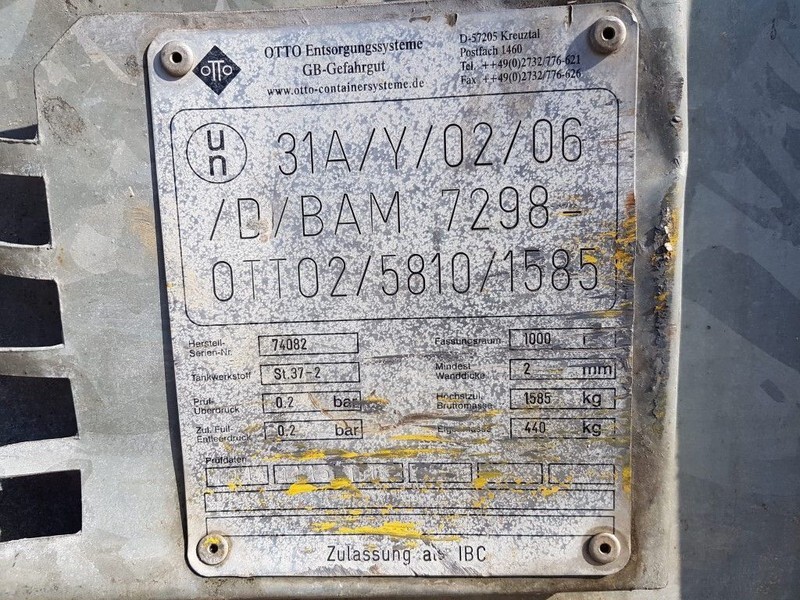 OTTO
OTTO Entsorgungssysteme
GB-Gefahrgut
www.otto-containersysteme.de
D-57205 Kreuztal
Postfach 1460
Tel. ++49(0)2732/776-621
Fax ++49(0)2732/776-626
un 31A/Y/02/06
/D/BAM 7298-
OTTO2/5810/1585
Herstell-
Serien-Nr. 74082
Fassungsraum 1000 l
Tankwerkstoff St.37-2
Mindest
Wanddicke 2 mm
Prüf-
Überdruck 0.2 bar
Höchstzul.
Bruttomasse 1585 kg
Zul. Füll-
Entleerdruck 0.2 bar
Eigenmasse 440 kg
Prüfdaten
Zulassung als IBC